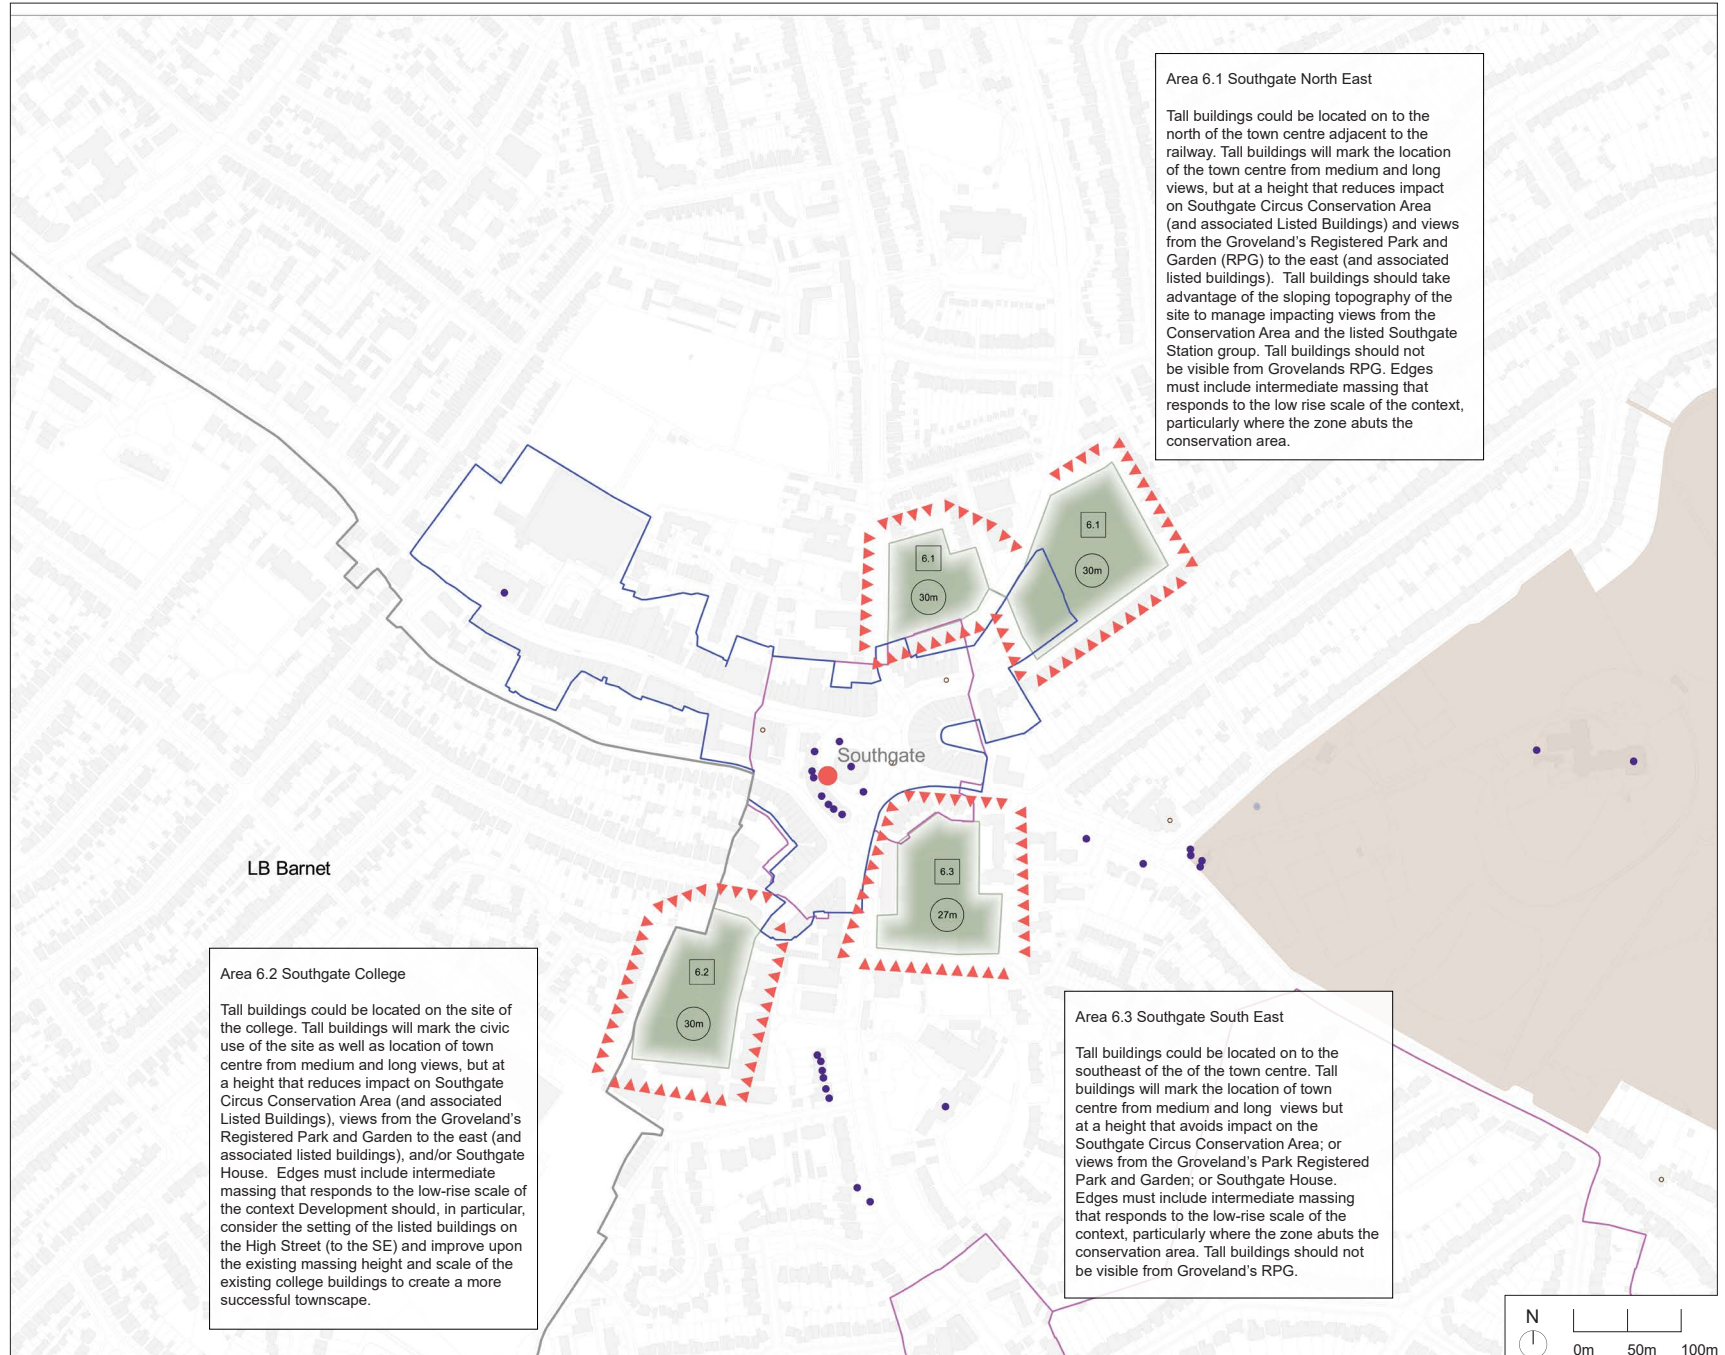 Area 6.1 Southgate North East
Tall buildings could be located on to the
north of the town centre adjacent to the
railway. Tall buildings will mark the location
of the town centre from medium and long
views, but at a height that reduces impact
on Southgate Circus Conservation Area
(and associated Listed Buildings) and views
from the Groveland's Registered Park and
Garden (RPG) to the east (and associated
listed buildings).  Tall buildings should take
advantage of the sloping topography of the
site to manage impacting views from the
Conservation Area and the listed Southgate
Station group. Tall buildings should not
be visible from Grovelands RPG. Edges
must include intermediate massing that
responds to the low rise scale of the context,
particularly where the zone abuts the
conservation area.
6.1
30m
6.1
30m
Southgate
LB Barnet
6.3
27m
6.2
30m
Area 6.2 Southgate College
Tall buildings could be located on the site of
the college. Tall buildings will mark the civic
use of the site as well as location of town
centre from medium and long views, but at
a height that reduces impact on Southgate
Circus Conservation Area (and associated
Listed Buildings), views from the Groveland's
Registered Park and Garden to the east (and
associated listed buildings), and/or Southgate
House.  Edges must include intermediate
massing that responds to the low-rise scale of
the context Development should, in particular,
consider the setting of the listed buildings on
the High Street (to the SE) and improve upon
the existing massing height and scale of the
existing college buildings to create a more
successful townscape.
Area 6.3 Southgate South East
Tall buildings could be located on to the
southeast of the of the town centre. Tall
buildings will mark the location of town
centre from medium and long  views but
at a height that avoids impact on the
Southgate Circus Conservation Area; or
views from the Groveland's Park Registered
Park and Garden; or Southgate House.
Edges must include intermediate massing
that responds to the low-rise scale of the
context, particularly where the zone abuts the
conservation area. Tall buildings should not
be visible from Groveland's RPG.
N
0m 50m 100m